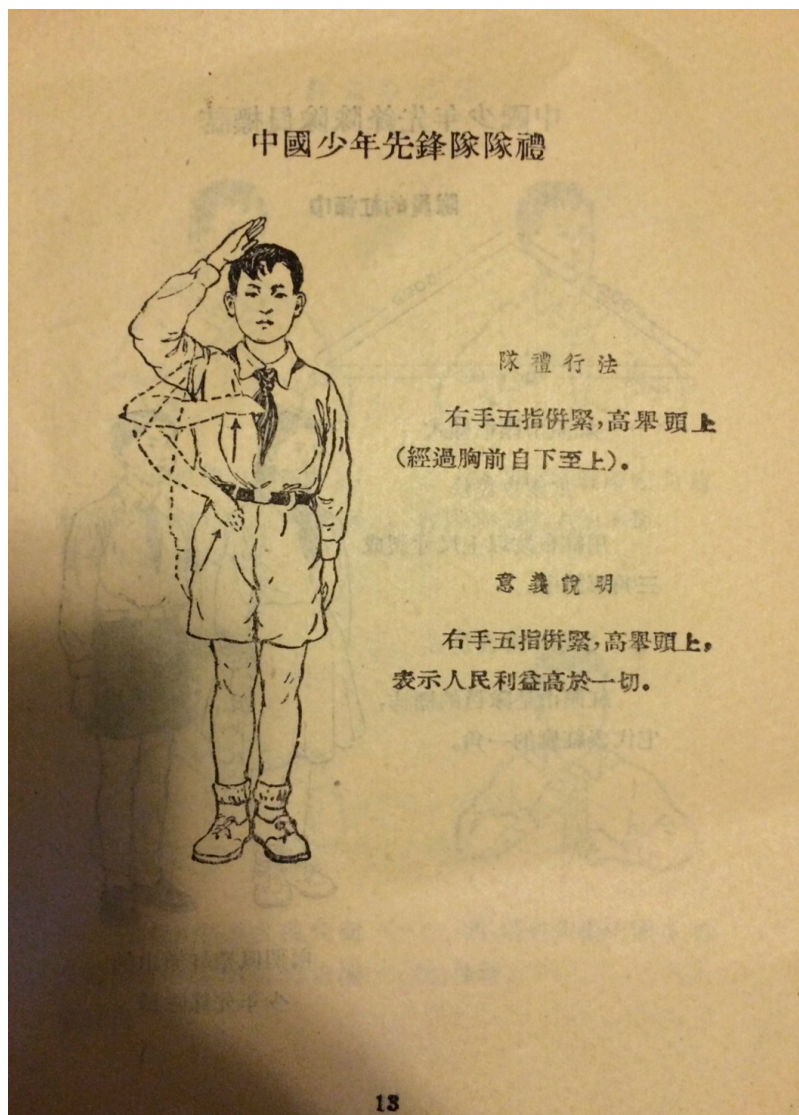 中國少年先鋒隊隊禮
隊禮行法
右手五指併緊,高舉頭上
(經過胸前自下至上)。
意義說明
右手五指併緊,高舉頭上,
表示人民利益高於一切。
13